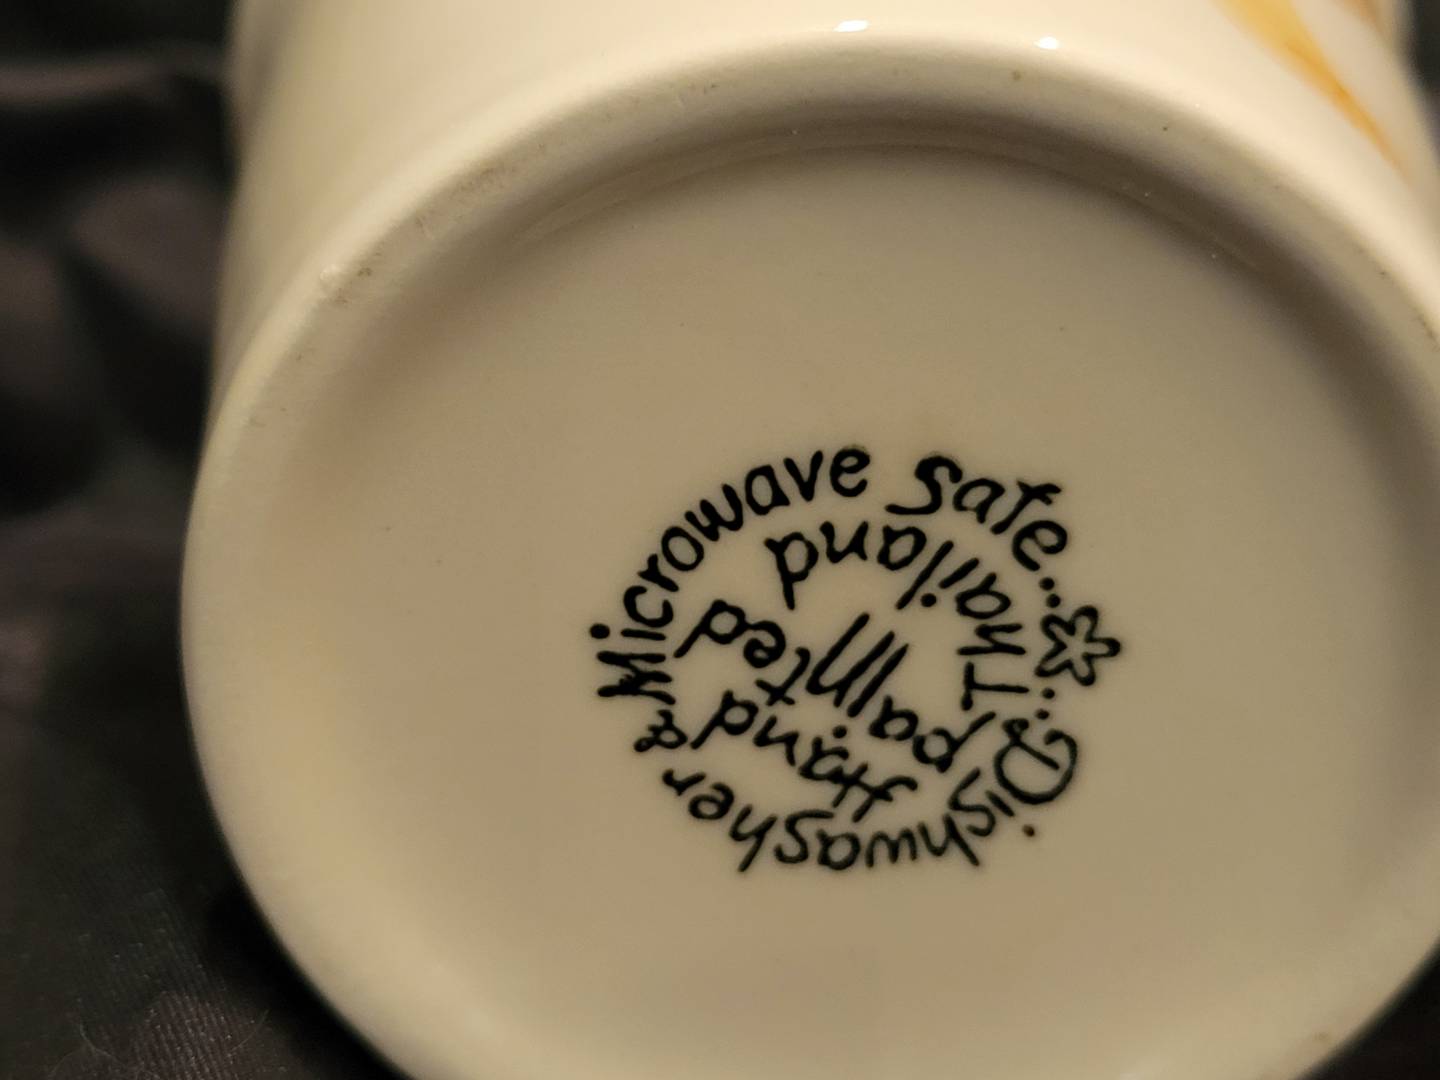 Dishwasher & Microwave Safe...
Hand
painted
Thailand